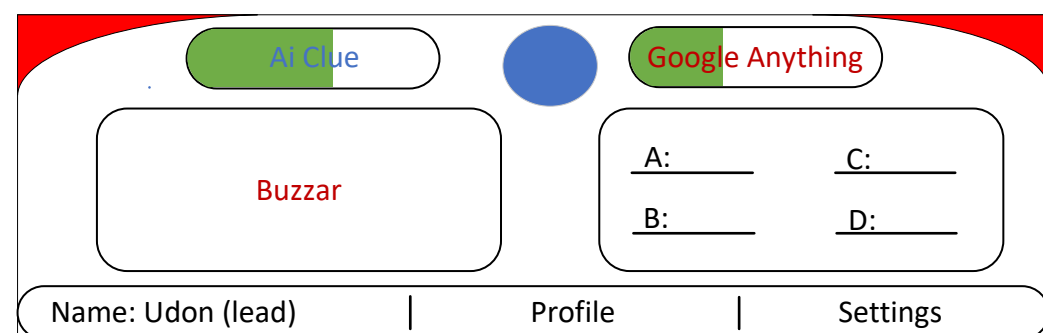 Ai Clue
Google Anything
Buzzar
A:
C:
B:
D:
Name: Udon (lead) | Profile | Settings